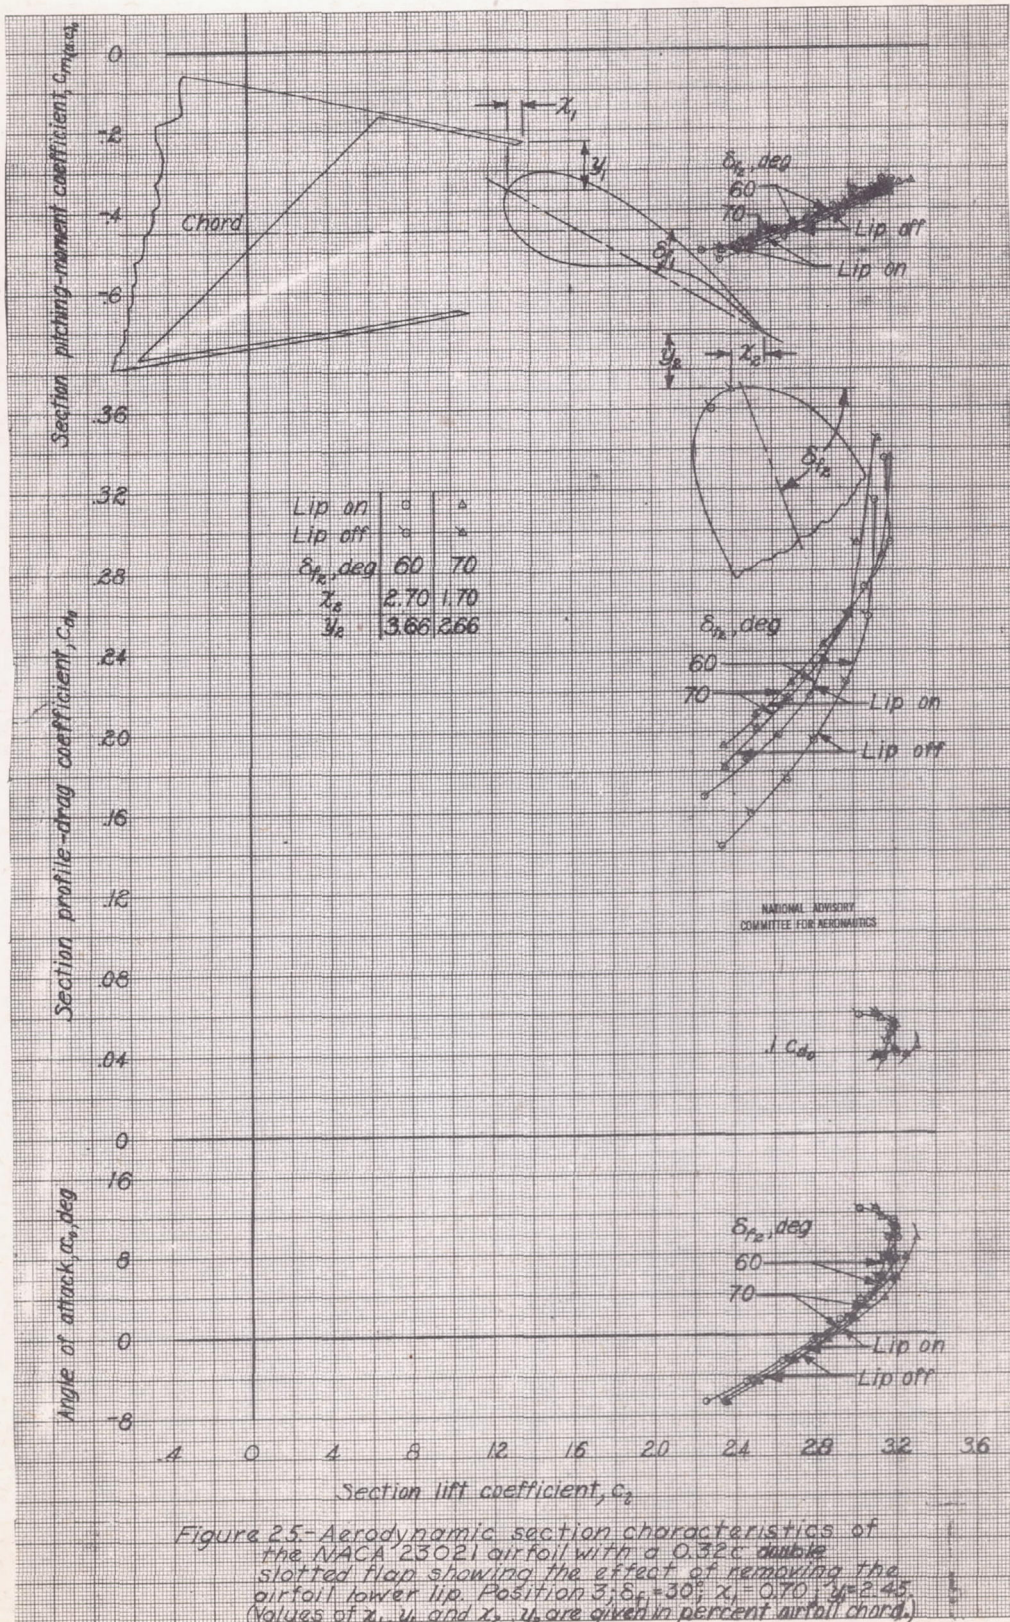 Section pitching-moment coefficient, Cm(a.c.)₀
0
-.2
-.4
-.6
Chord
x₁
y₁
δf₁
δf₂, deg
60
70
Lip off
Lip on
y₂
x₂
δf₂
Section profile-drag coefficient, Cd₀
.36
.32
.28
.24
.20
.16
.12
.08
.04
0
Lip on
Lip off
δf₂, deg 60 70
x₂ 2.70 1.70
y₂ 3.66 2.66
δf₂, deg
60
70
Lip on
Lip off
NATIONAL ADVISORY
COMMITTEE FOR AERONAUTICS
.1 Cd₀
Angle of attack, α₀, deg
16
8
0
-8
δf₂, deg
60
70
Lip on
Lip off
.4 0 .4 .8 1.2 1.6 2.0 2.4 2.8 3.2 3.6
Section lift coefficient, cl
Figure 25.-Aerodynamic section characteristics of
the NACA 23021 airfoil with a 0.32c double
slotted flap showing the effect of removing the
airfoil lower lip. Position 3; δf₁=30°; x₁=0.70; y₁=2.45.
(Values of x₁, y₁ and x₂, y₂ are given in percent airfoil chord.)